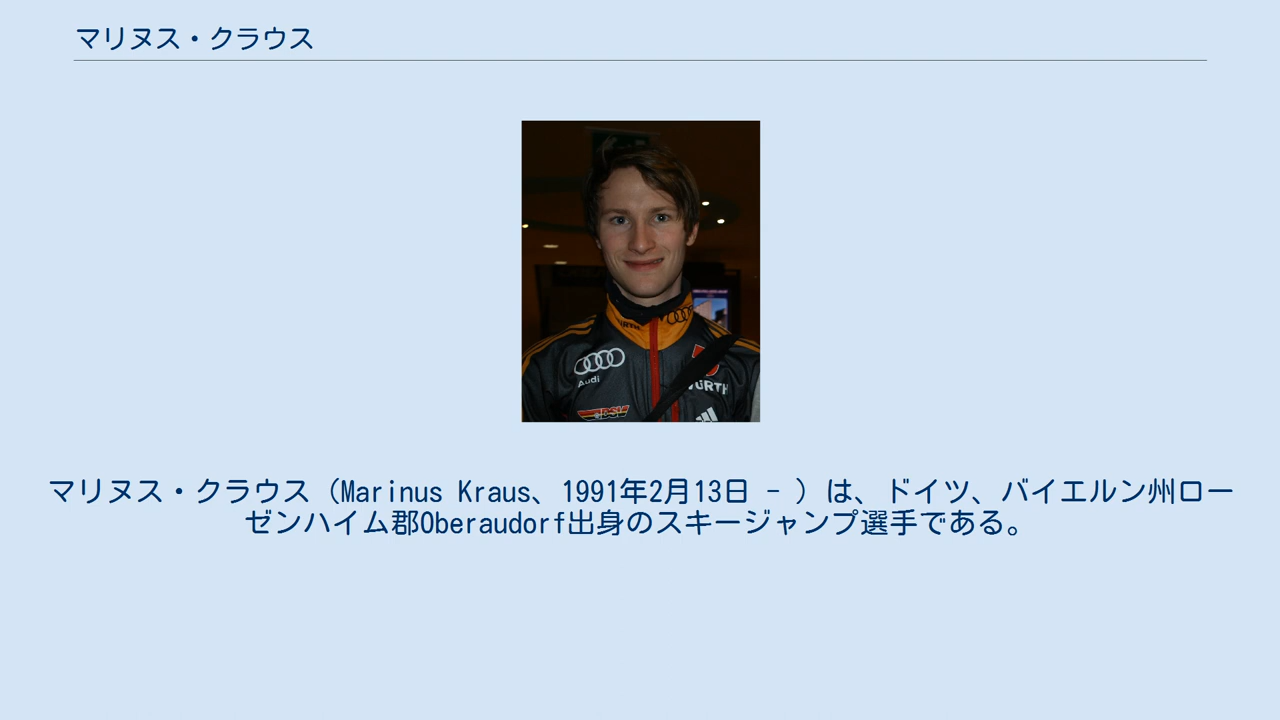 マリヌス・クラウス
Audi
DSV
マリヌス・クラウス（Marinus Kraus、1991年2月13日 - ）は、ドイツ、バイエルン州ロー
ゼンハイム郡Oberaudorf出身のスキージャンプ選手である。